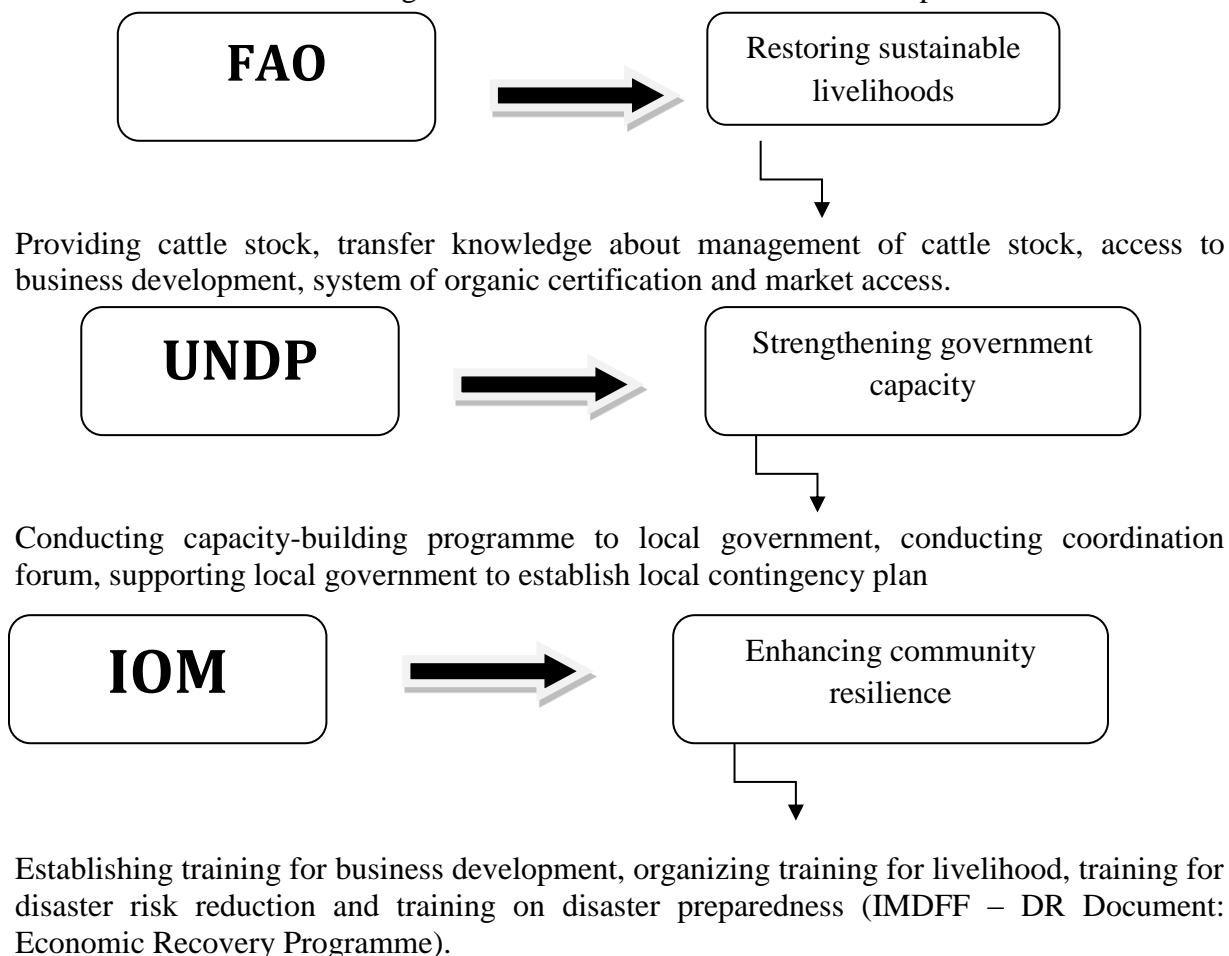 FAO
Restoring sustainable
livelihoods
Providing cattle stock, transfer knowledge about management of cattle stock, access to
business development, system of organic certification and market access.
UNDP
Strengthening government
capacity
Conducting capacity-building programme to local government, conducting coordination
forum, supporting local government to establish local contingency plan
IOM
Enhancing community
resilience
Establishing training for business development, organizing training for livelihood, training for
disaster risk reduction and training on disaster preparedness (IMDFF – DR Document:
Economic Recovery Programme).